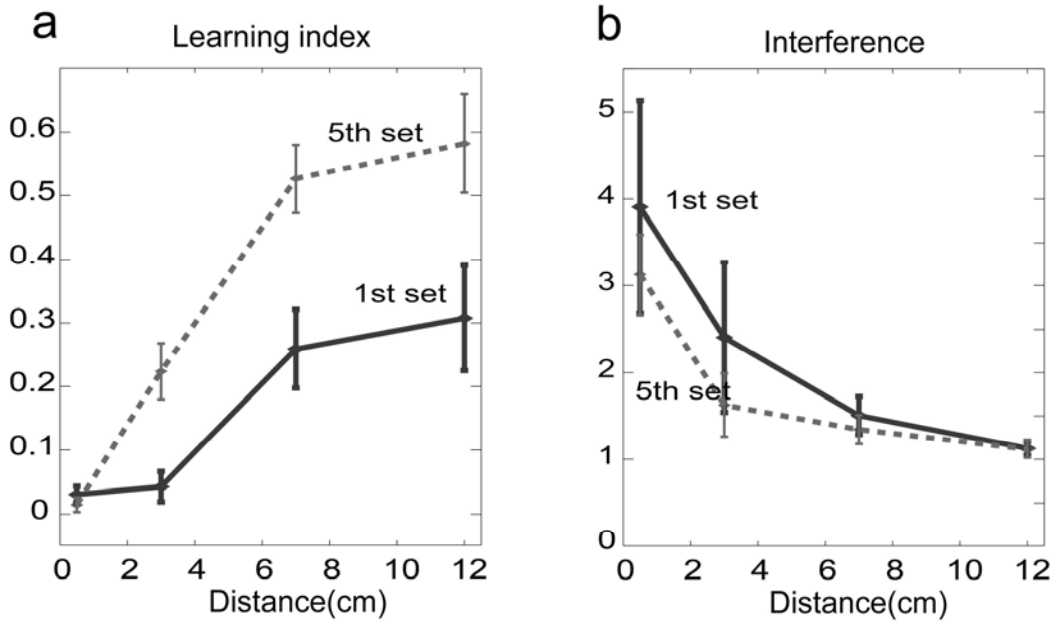 a
Learning index
0.6
0.5
0.4
0.3
0.2
0.1
0
5th set
1st set
0 2 4 6 8 10 12
Distance(cm)
b
Interference
5
4
3
2
1
0
1st set
5th set
0 2 4 6 8 10 12
Distance(cm)